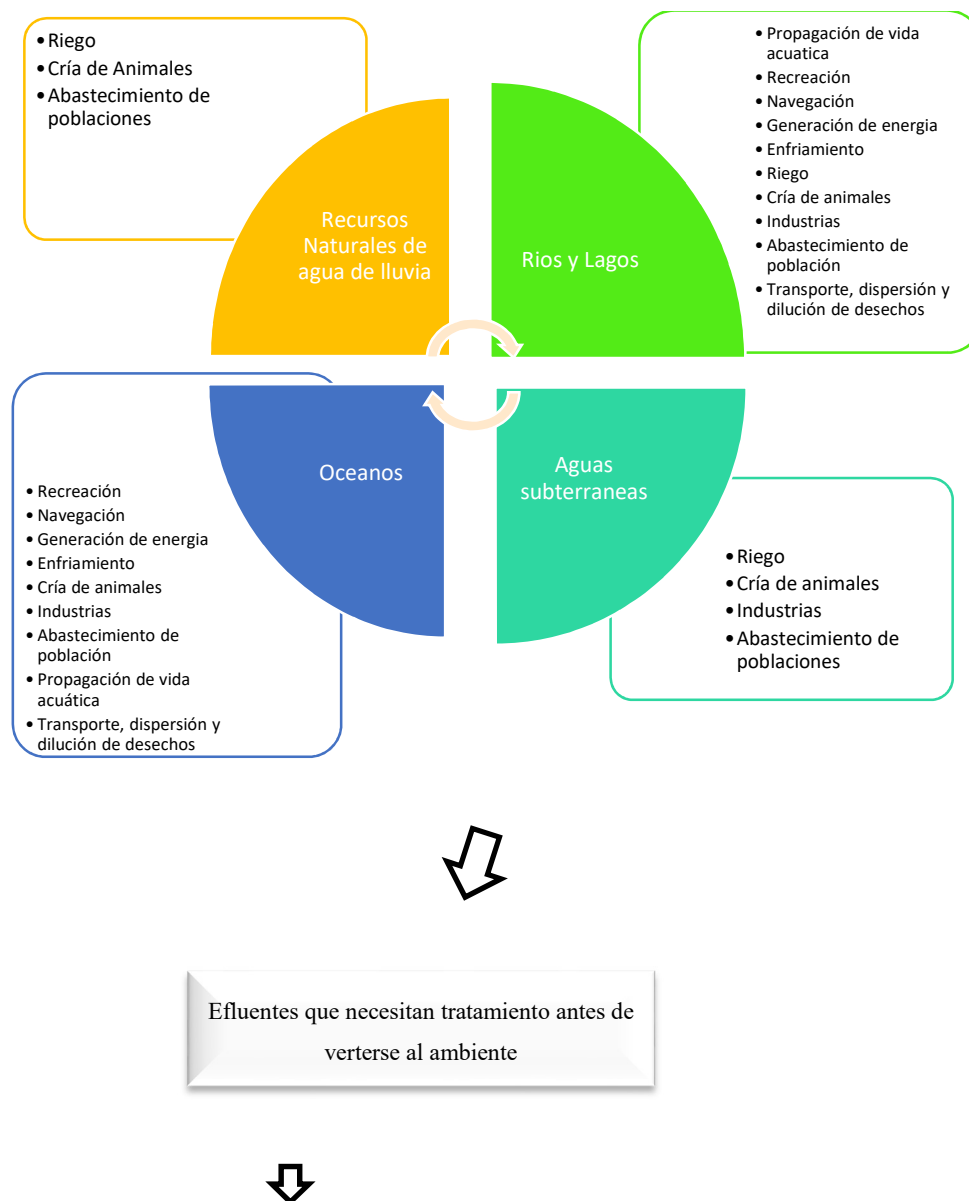 • Riego
• Cría de Animales
• Abastecimiento de
poblaciones
• Propagación de vida
acuatica
• Recreación
• Navegación
• Generación de energia
• Enfriamiento
• Riego
• Cría de animales
• Industrias
• Abastecimiento de
población
• Transporte, dispersión y
dilución de desechos
Recursos
Naturales de
agua de lluvia
Rios y Lagos
Oceanos
Aguas
subterraneas
• Recreación
• Navegación
• Generación de energia
• Enfriamiento
• Cría de animales
• Industrias
• Abastecimiento de
población
• Propagación de vida
acuática
• Transporte, dispersión y
dilución de desechos
• Riego
• Cría de animales
• Industrias
• Abastecimiento de
poblaciones
Efluentes que necesitan tratamiento antes de
verterse al ambiente